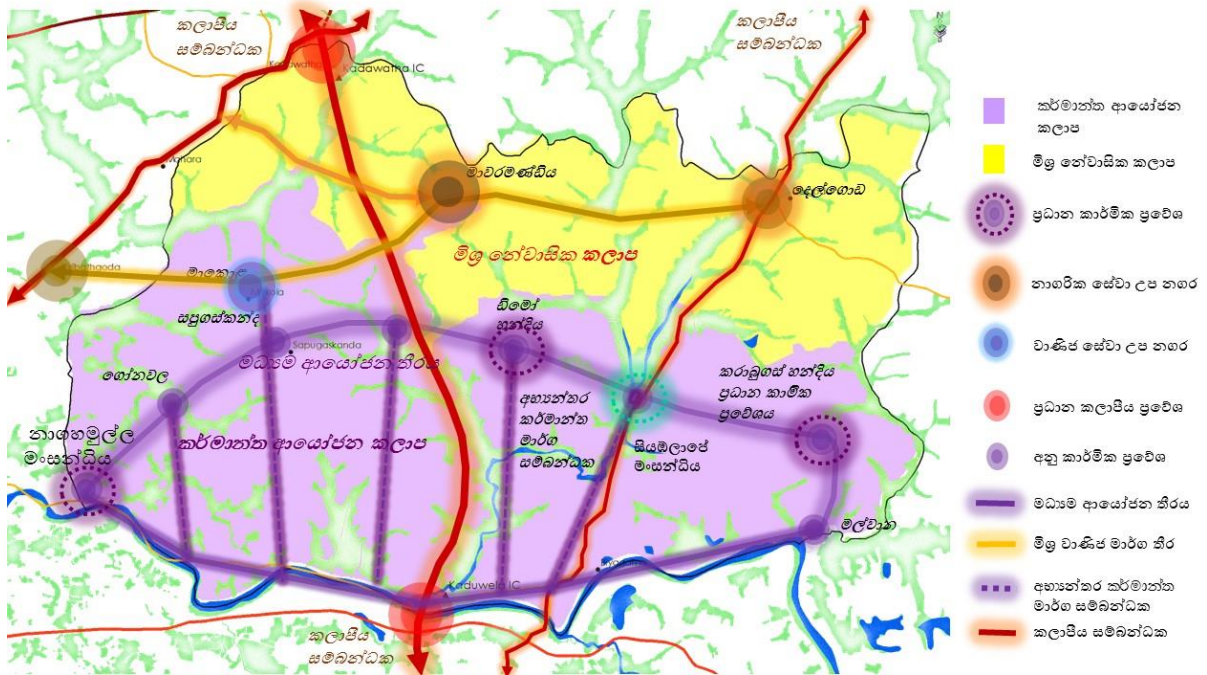 කලාපීය
සම්බන්ධක
කලාපීය
සම්බන්ධක
N
Kadawatha
Kadawatha IC
Mahara
මාවරමණ්ඩිය
දෙල්ගොඩ
මිශ්‍ර නේවාසික කලාප
මාකොල
සපුගස්කන්ද
Sapugaskanda
මධ්‍යම ආයෝජන තීරය
ඩිමෝ
හන්දිය
ගෝනවල
කරාබුගස් හන්දිය
ප්‍රධාන කාමික
ප්‍රවේශය
අභ්‍යන්තර
කර්මාන්ත
මාර්ග
සම්බන්ධක
නාගහමුල්ල
මංසන්ධිය
කර්මාන්ත ආයෝජන කලාප
සියඹලාපේ
මංසන්ධිය
මල්වාන
Kaduwela IC
කලාපීය
සම්බන්ධක
කර්මාන්ත ආයෝජන
කලාප
මිශ්‍ර නේවාසික කලාප
ප්‍රධාන කාර්මික ප්‍රවේශ
නාගරික සේවා උප නගර
වාණිජ සේවා උප නගර
ප්‍රධාන කලාපීය ප්‍රවේශ
අනු කාර්මික ප්‍රවේශ
මධ්‍යම ආයෝජන තීරය
මිශ්‍ර වාණිජ මාර්ග තීර
අභ්‍යන්තර කර්මාන්ත
මාර්ග සම්බන්ධක
කලාපීය සම්බන්ධක